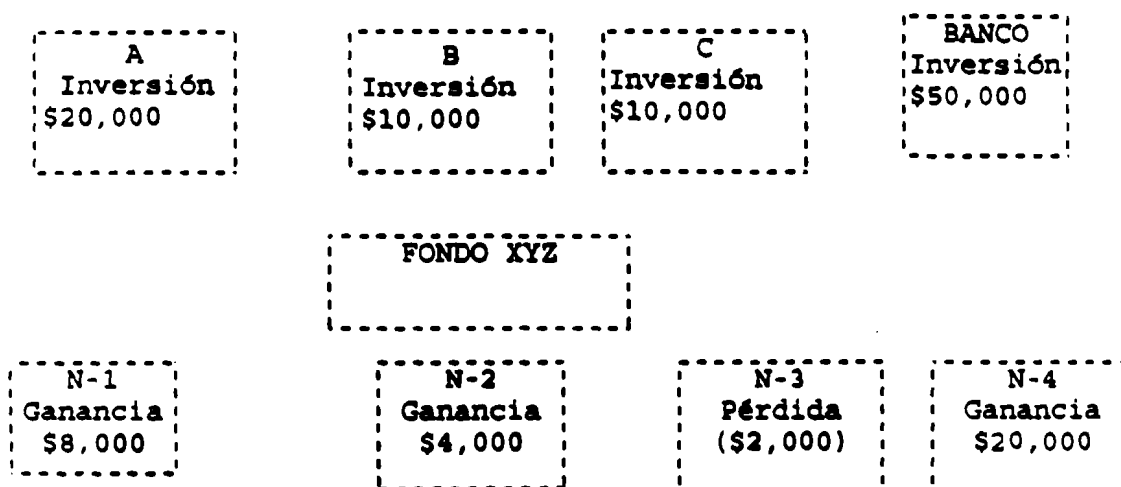 A
Inversión
$20,000
B
Inversión
$10,000
C
Inversión
$10,000
BANCO
Inversión
$50,000
FONDO XYZ
N-1
Ganancia
$8,000
N-2
Ganancia
$4,000
N-3
Pérdida
($2,000)
N-4
Ganancia
$20,000